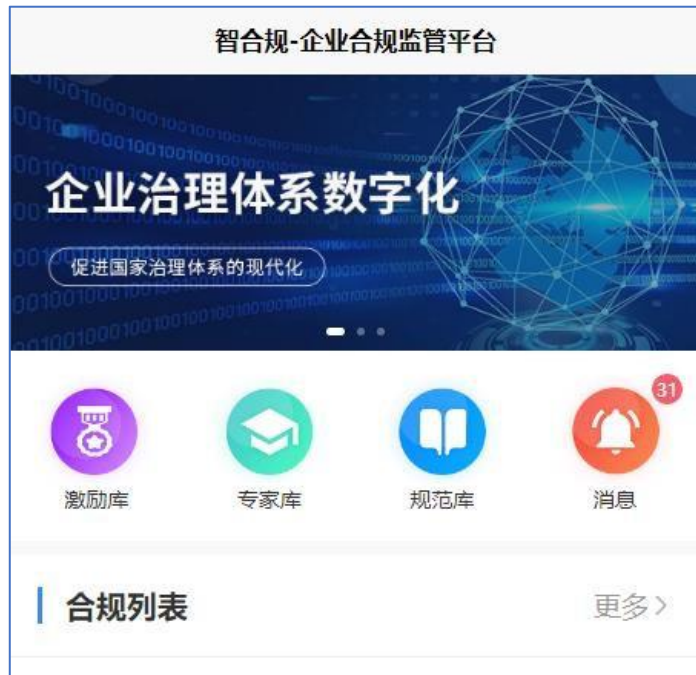 智合规-企业合规监管平台
企业治理体系数字化
促进国家治理体系的现代化
31
激励库 专家库 规范库 消息
合规列表 更多>